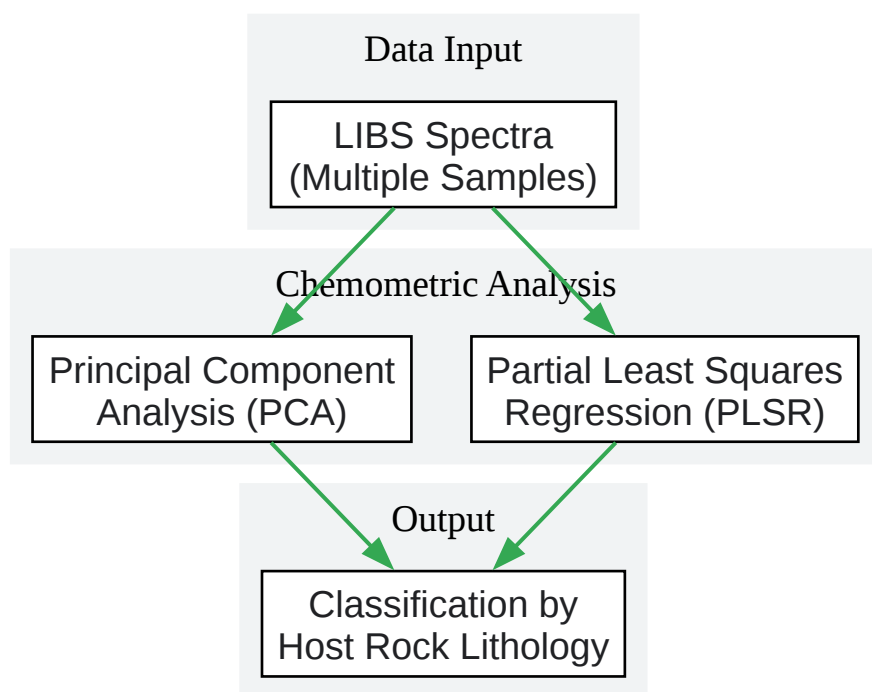 Data Input
LIBS Spectra
(Multiple Samples)
Chemometric Analysis
Principal Component
Analysis (PCA)
Partial Least Squares
Regression (PLSR)
Output
Classification by
Host Rock Lithology